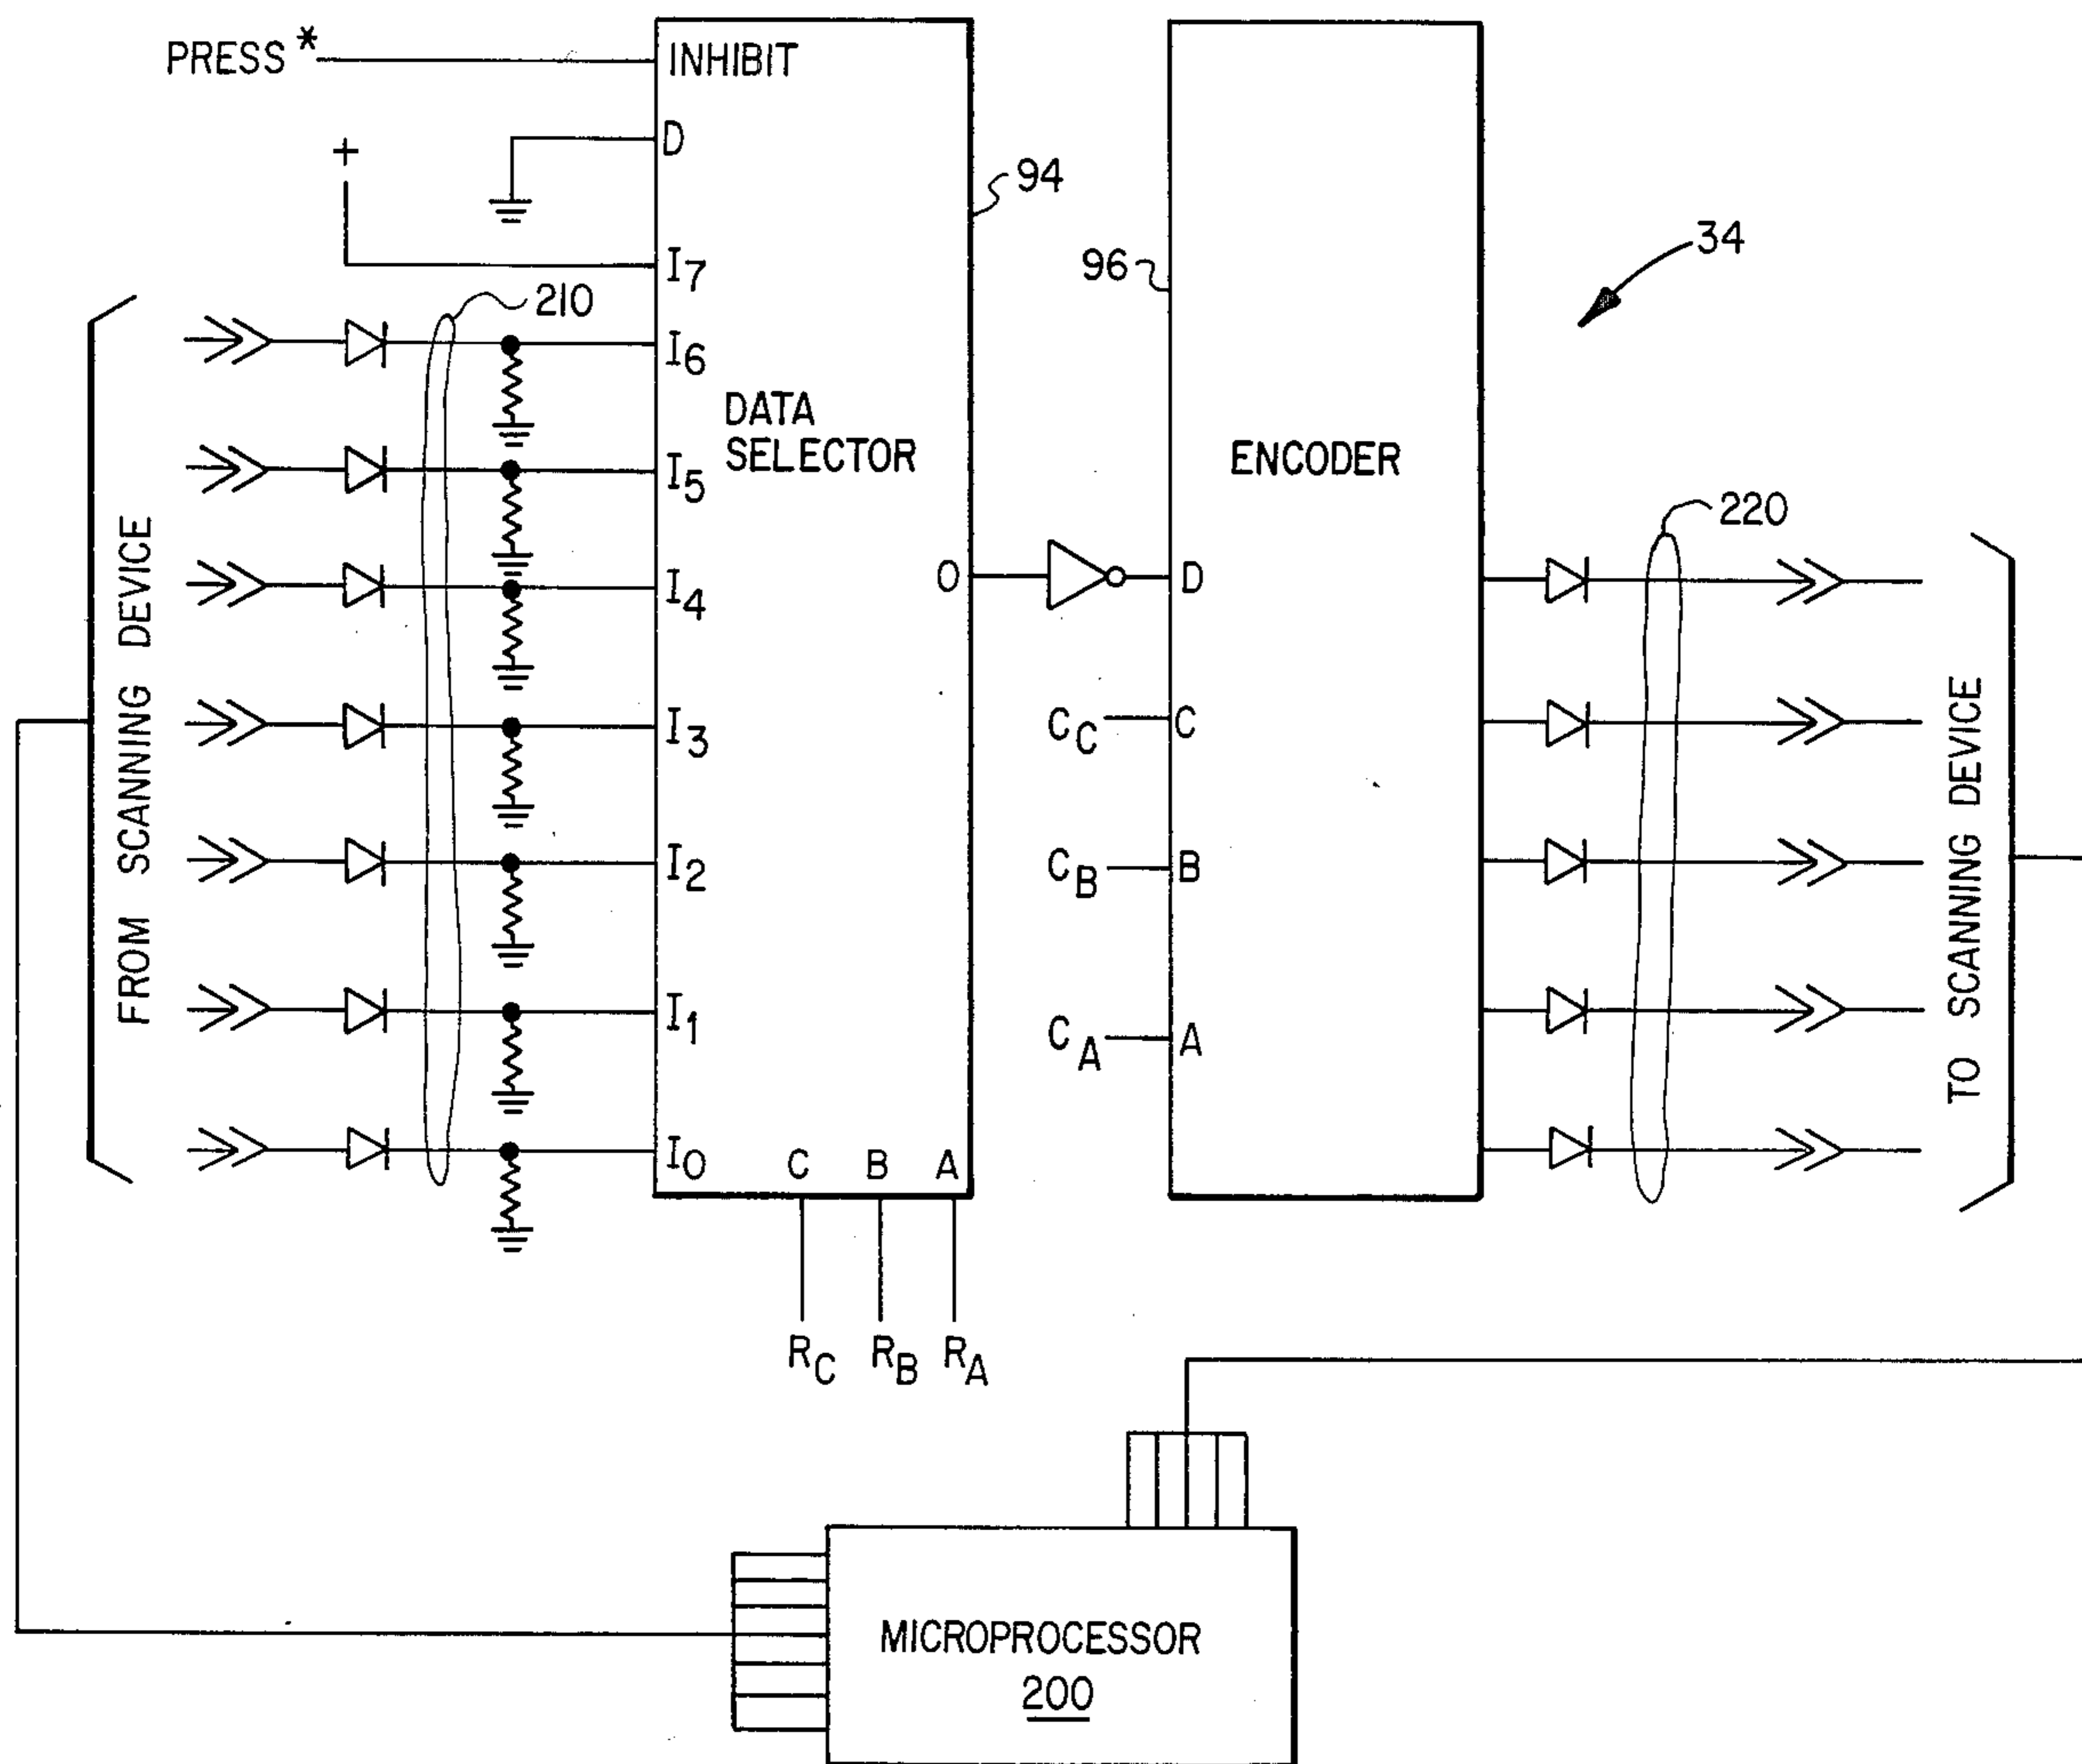 PRESS*
INHIBIT
D
+
94
I7
210
I6
I5
I4
I3
I2
I1
I0
DATA
SELECTOR
O
C B A
RC RB RA
FROM SCANNING DEVICE
96
ENCODER
34
D
CC C
CB B
CA A
220
TO SCANNING DEVICE
MICROPROCESSOR
200